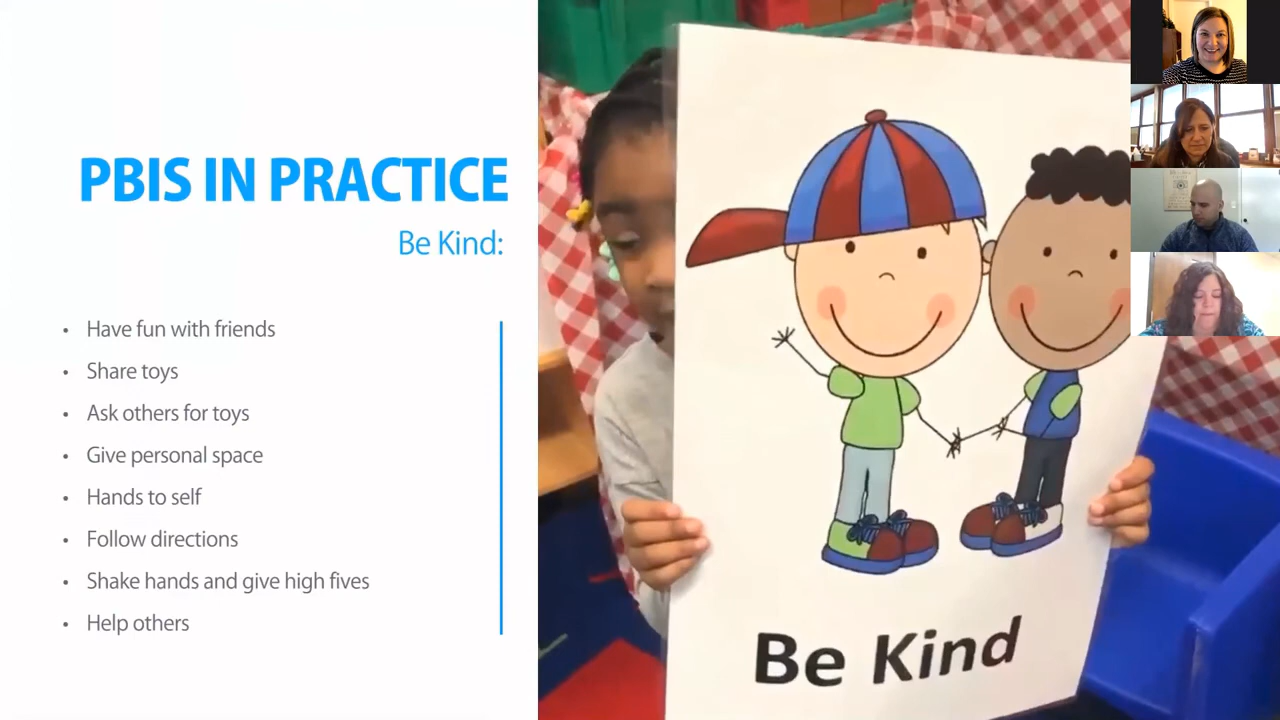 PBIS IN PRACTICE
Be Kind:
• Have fun with friends
• Share toys
• Ask others for toys
• Give personal space
• Hands to self
• Follow directions
• Shake hands and give high fives
• Help others
Be Kind